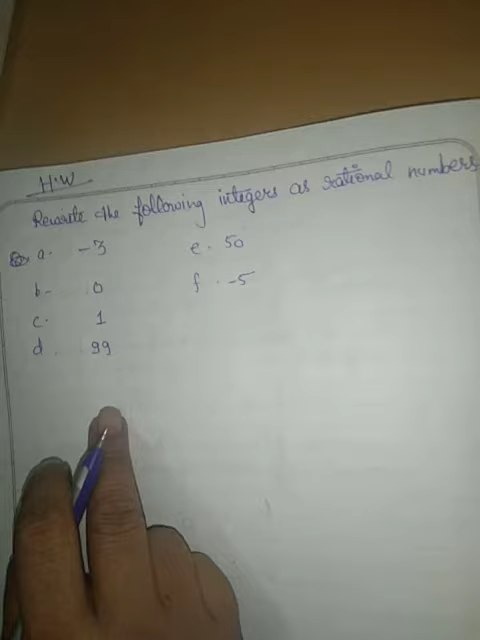 H.W
Rewrite the following integers as rational numbers
a. -3 e. 50
b- 0 f. -5
c. 1
d. 99